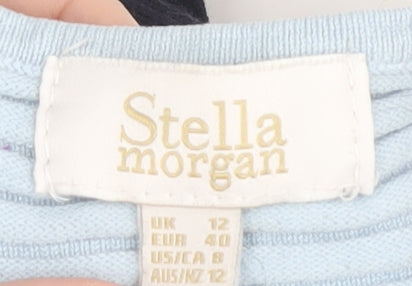 Stella
morgan
UK 12
EUR 40
US/CA 8
AUS/NZ 12